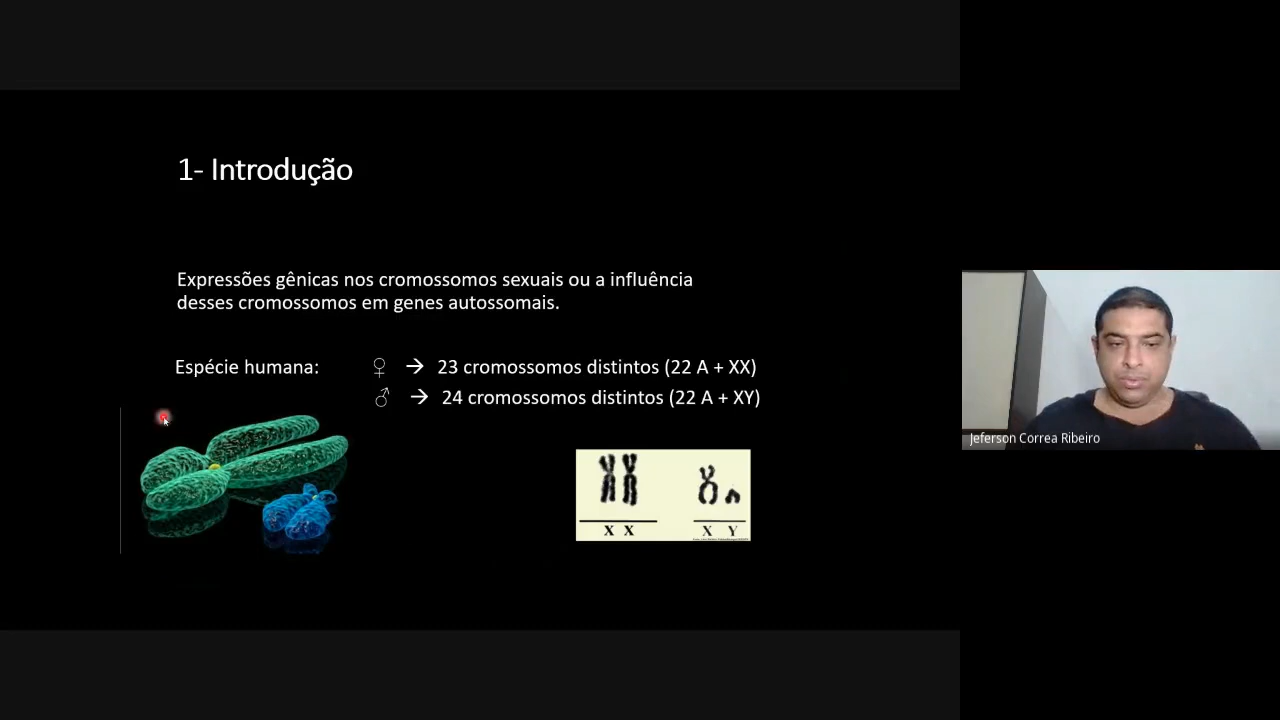 1- Introdução
Expressões gênicas nos cromossomos sexuais ou a influência
desses cromossomos em genes autossomais.
Espécie humana: ♀ → 23 cromossomos distintos (22 A + XX)
♂ → 24 cromossomos distintos (22 A + XY)
X X X Y
Jeferson Correa Ribeiro